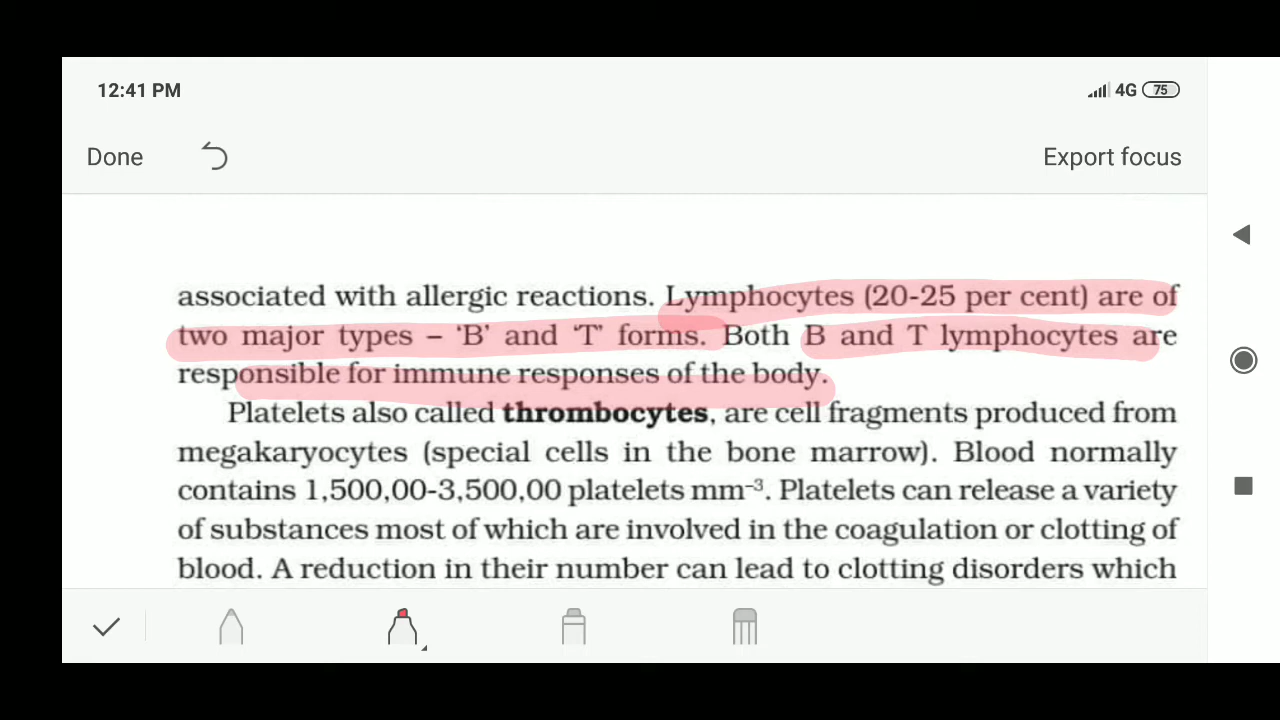 12:41 PM 4G 75
Done Export focus
associated with allergic reactions. Lymphocytes (20-25 per cent) are of
two major types – ‘B’ and ‘T’ forms. Both B and T lymphocytes are
responsible for immune responses of the body.
Platelets also called thrombocytes, are cell fragments produced from
megakaryocytes (special cells in the bone marrow). Blood normally
contains 1,500,00-3,500,00 platelets mm⁻³. Platelets can release a variety
of substances most of which are involved in the coagulation or clotting of
blood. A reduction in their number can lead to clotting disorders which